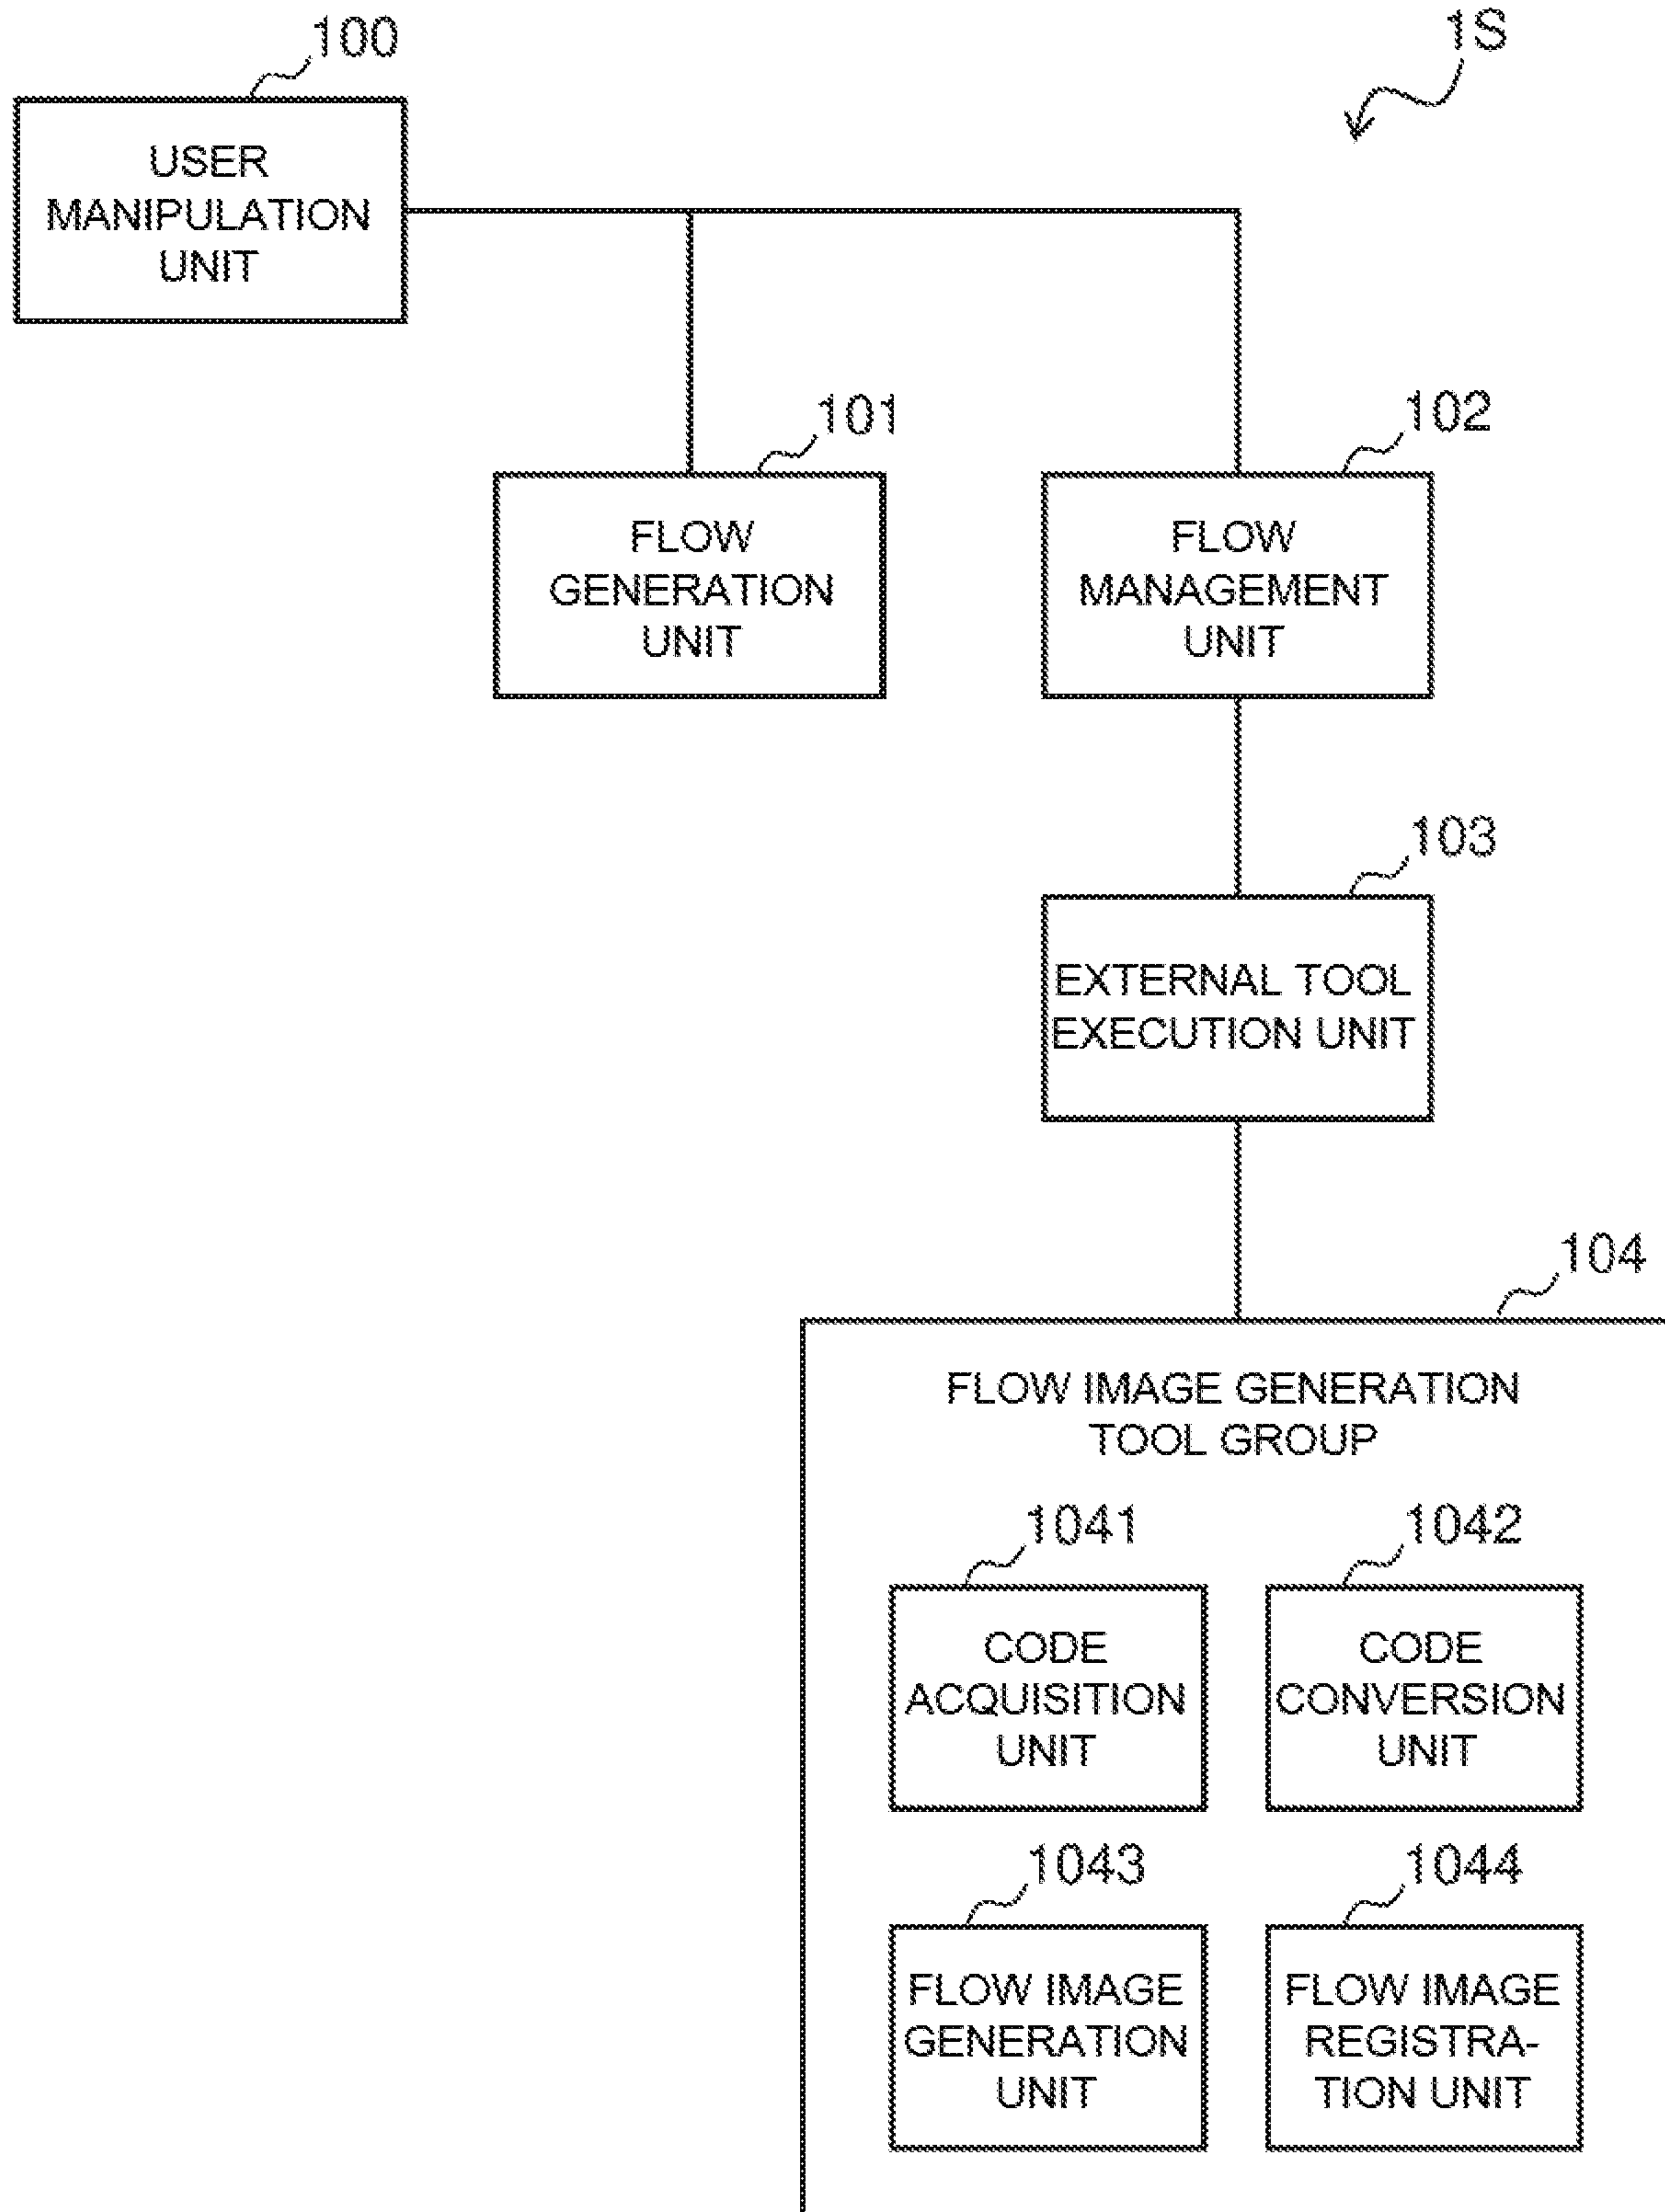 100
1S
USER
MANIPULATION
UNIT
101
102
FLOW
GENERATION
UNIT
FLOW
MANAGEMENT
UNIT
103
EXTERNAL TOOL
EXECUTION UNIT
104
FLOW IMAGE GENERATION
TOOL GROUP
1041
1042
CODE
ACQUISITION
UNIT
CODE
CONVERSION
UNIT
1043
1044
FLOW IMAGE
GENERATION
UNIT
FLOW IMAGE
REGISTRA-
TION UNIT